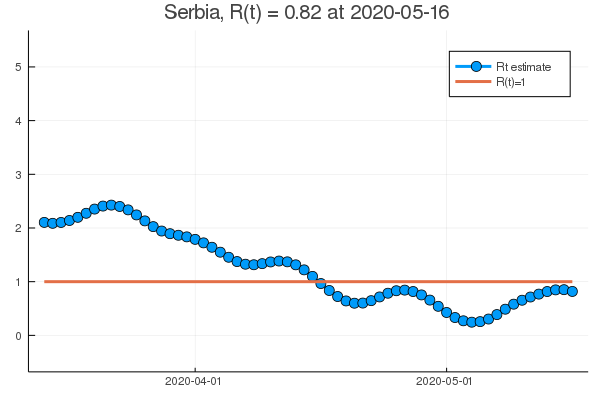 Serbia, R(t) = 0.82 at 2020-05-16
Rt estimate
R(t)=1
5
4
3
2
1
0
2020-04-01
2020-05-01